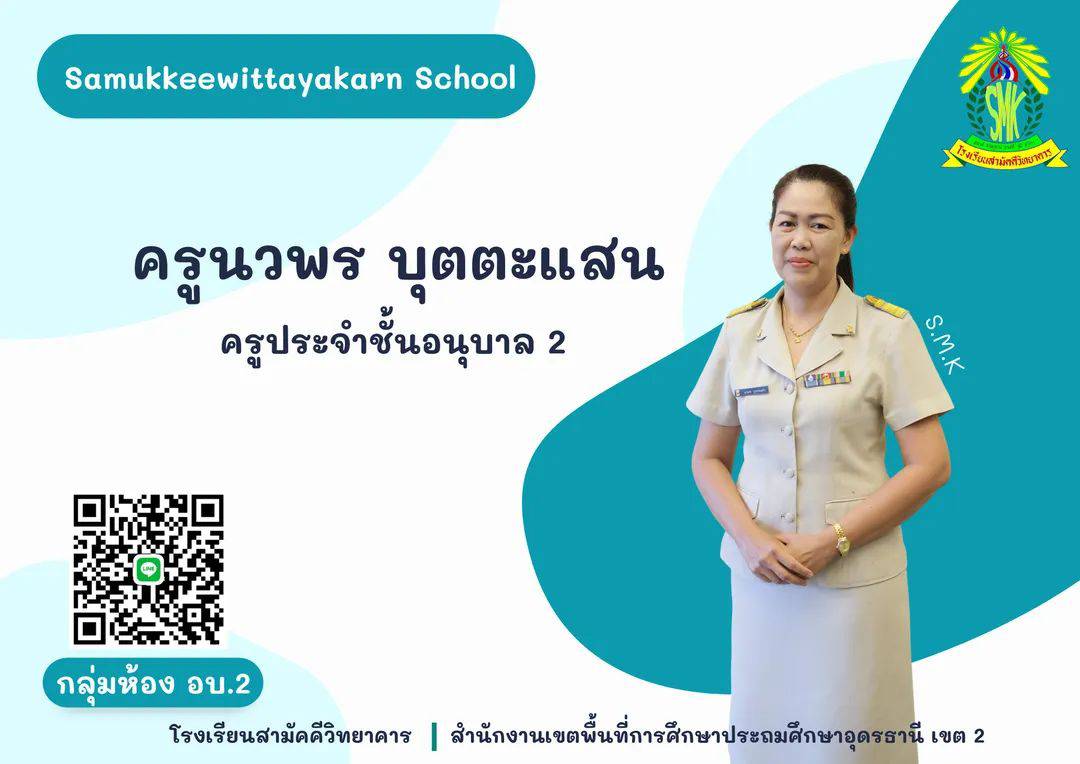 Samukkeewittayakarn School
SMK
โรงเรียนสามัคคีวิทยาคาร
ครูนวพร บุตตะแสน
ครูประจำชั้นอนุบาล 2
S.M.K
LINE
กลุ่มห้อง อบ.2
โรงเรียนสามัคคีวิทยาคาร | สำนักงานเขตพื้นที่การศึกษาประถมศึกษาอุดรธานี เขต 2